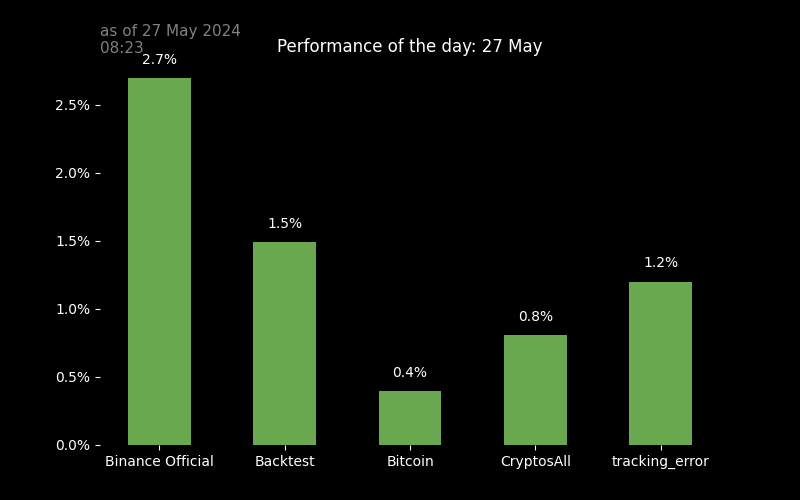 as of 27 May 2024
08:23
Performance of the day: 27 May
2.7%
2.5%
2.0%
1.5%
1.5%
1.2%
1.0%
0.8%
0.5%
0.4%
0.0%
Binance Official
Backtest
Bitcoin
CryptosAll
tracking_error